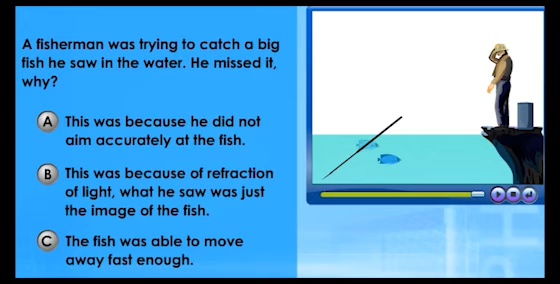 A fisherman was trying to catch a big
fish he saw in the water. He missed it,
why?
A This was because he did not
aim accurately at the fish.
B This was because of refraction
of light, what he saw was just
the image of the fish.
C The fish was able to move
away fast enough.